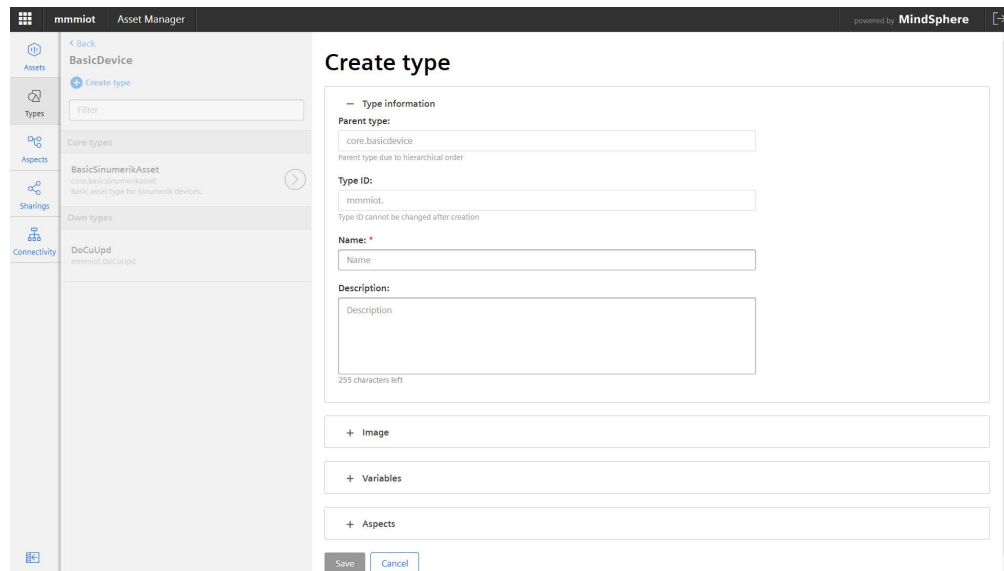 mmmiot Asset Manager powered by MindSphere
Assets
Types
Aspects
Sharings
Connectivity
Back
BasicDevice
Create type
Filter
Core types
BasicSinumerikAsset
core.basicsinumerikasset
Basic asset type for Sinumerik devices.
Own types
DoCuUpd
mmmiot.DoCuUpd
Create type
Type information
Parent type:
core.basicdevice
Parent type due to hierarchical order
Type ID:
mmmiot.
Type ID cannot be changed after creation
Name: *
Name
Description:
Description
255 characters left
+ Image
+ Variables
+ Aspects
Save Cancel